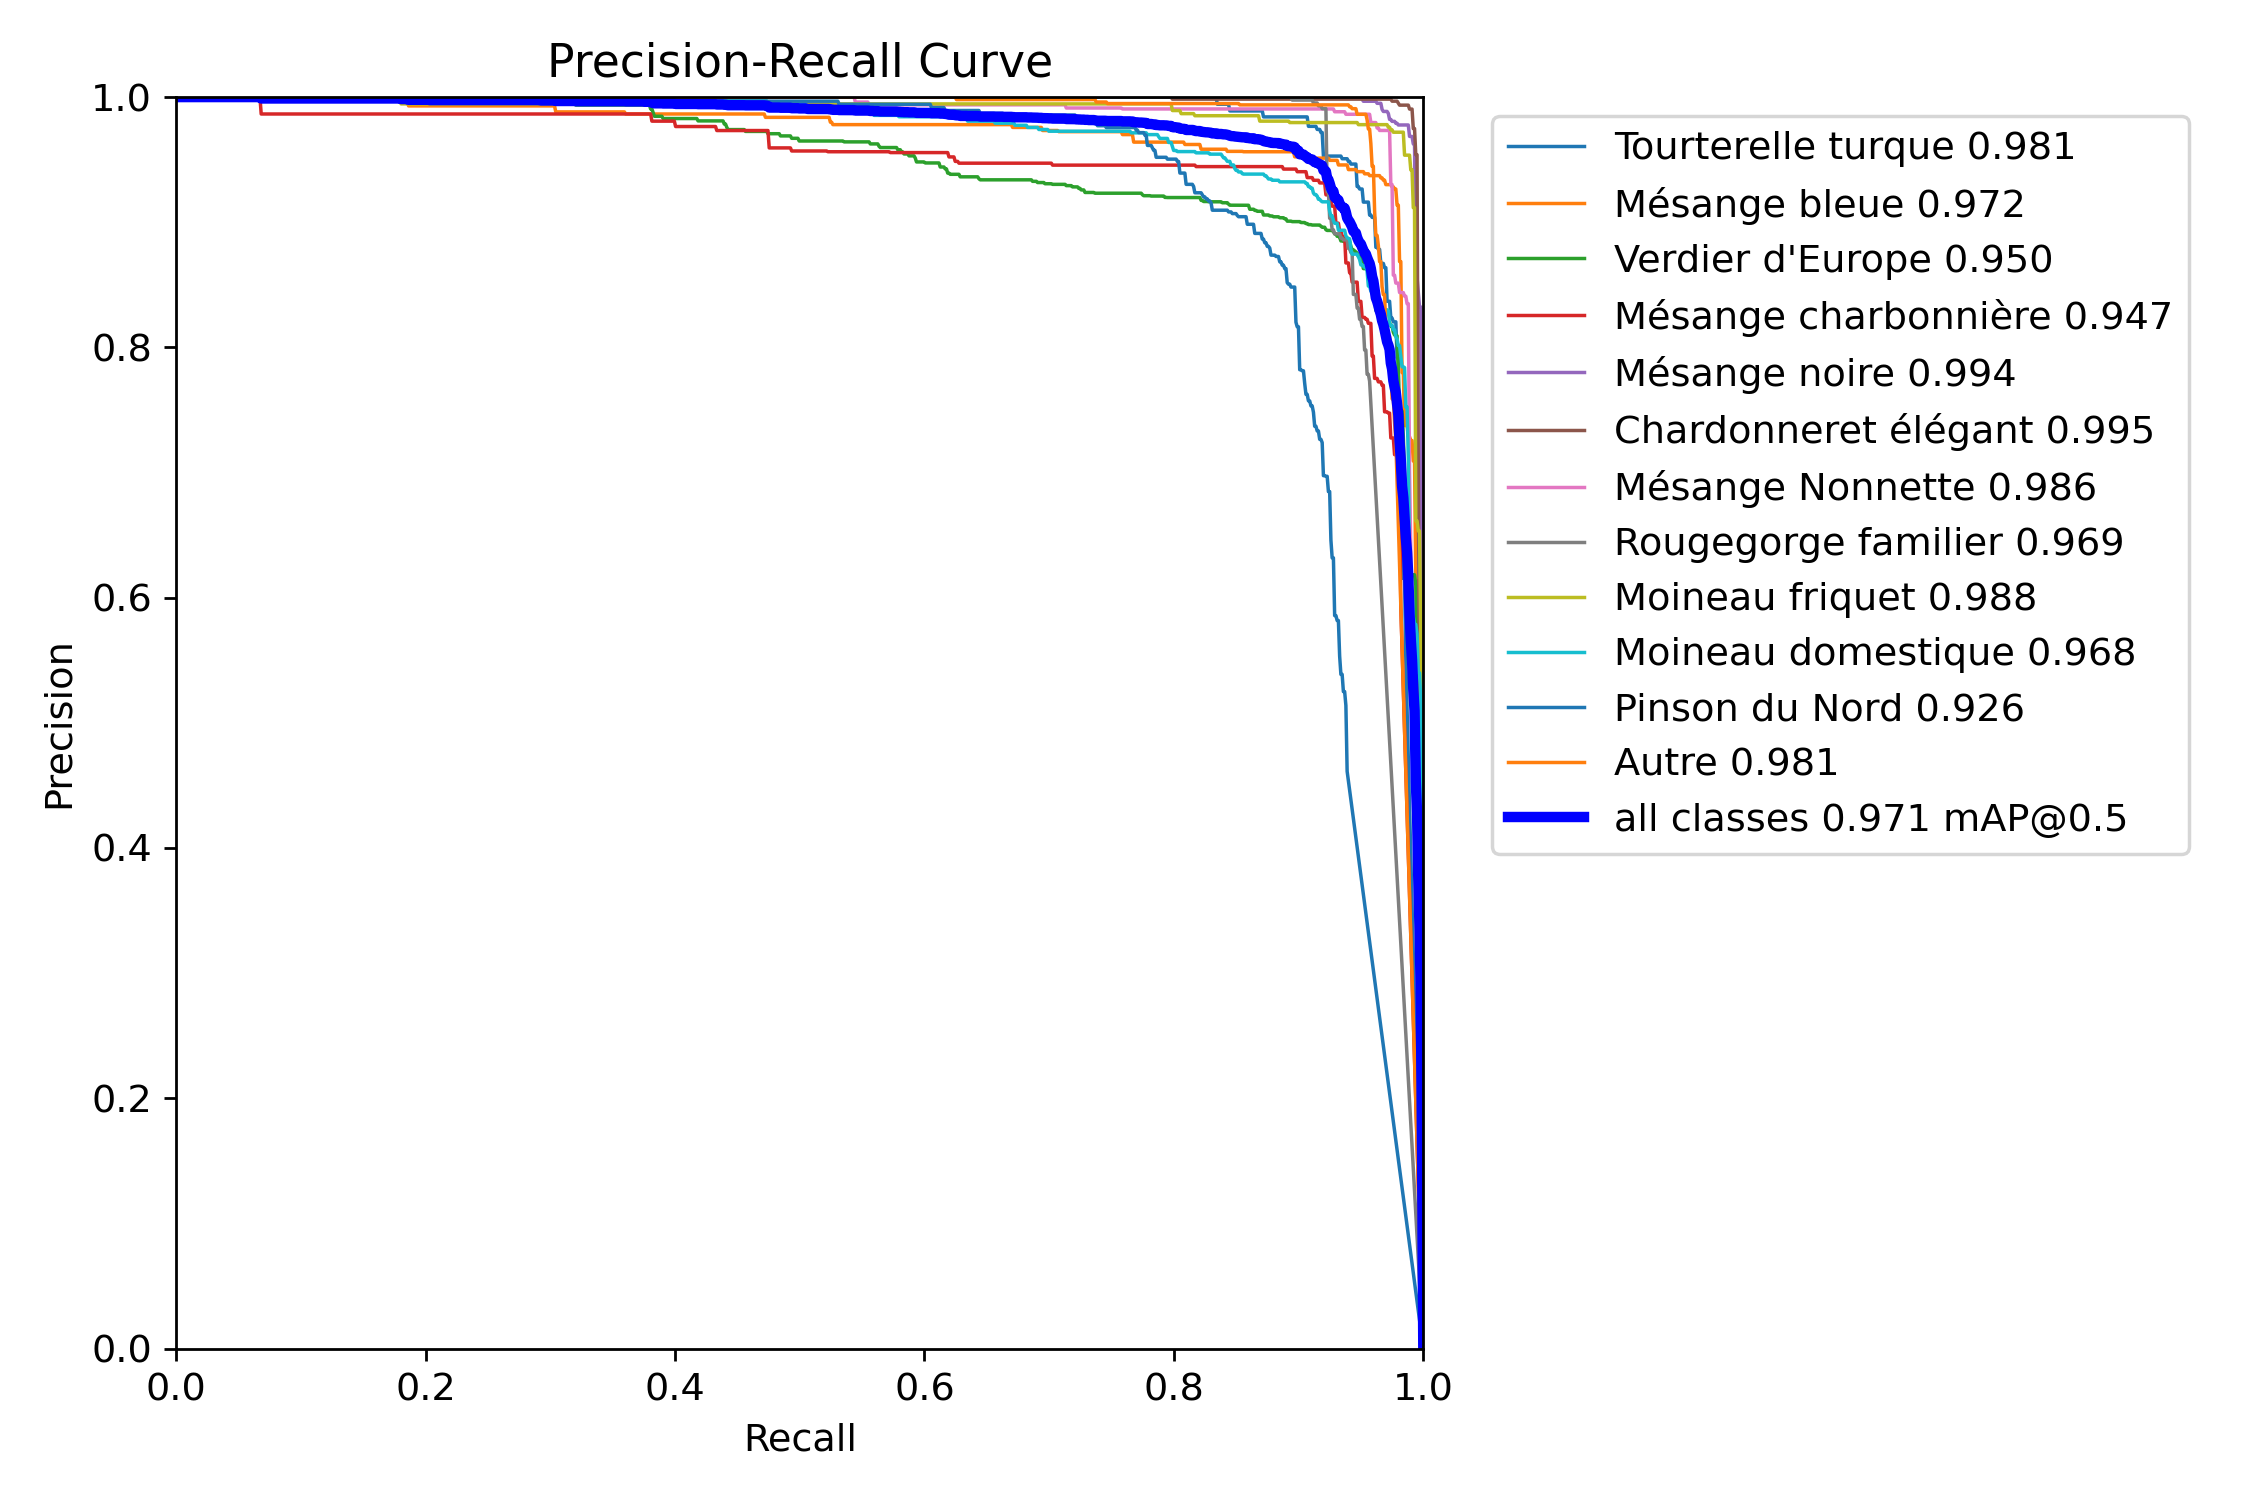 Precision-Recall Curve
1.0
0.8
0.6
0.4
0.2
0.0
Precision
0.0 0.2 0.4 0.6 0.8 1.0
Recall
Tourterelle turque 0.981
Mésange bleue 0.972
Verdier d'Europe 0.950
Mésange charbonnière 0.947
Mésange noire 0.994
Chardonneret élégant 0.995
Mésange Nonnette 0.986
Rougegorge familier 0.969
Moineau friquet 0.988
Moineau domestique 0.968
Pinson du Nord 0.926
Autre 0.981
all classes 0.971 mAP@0.5